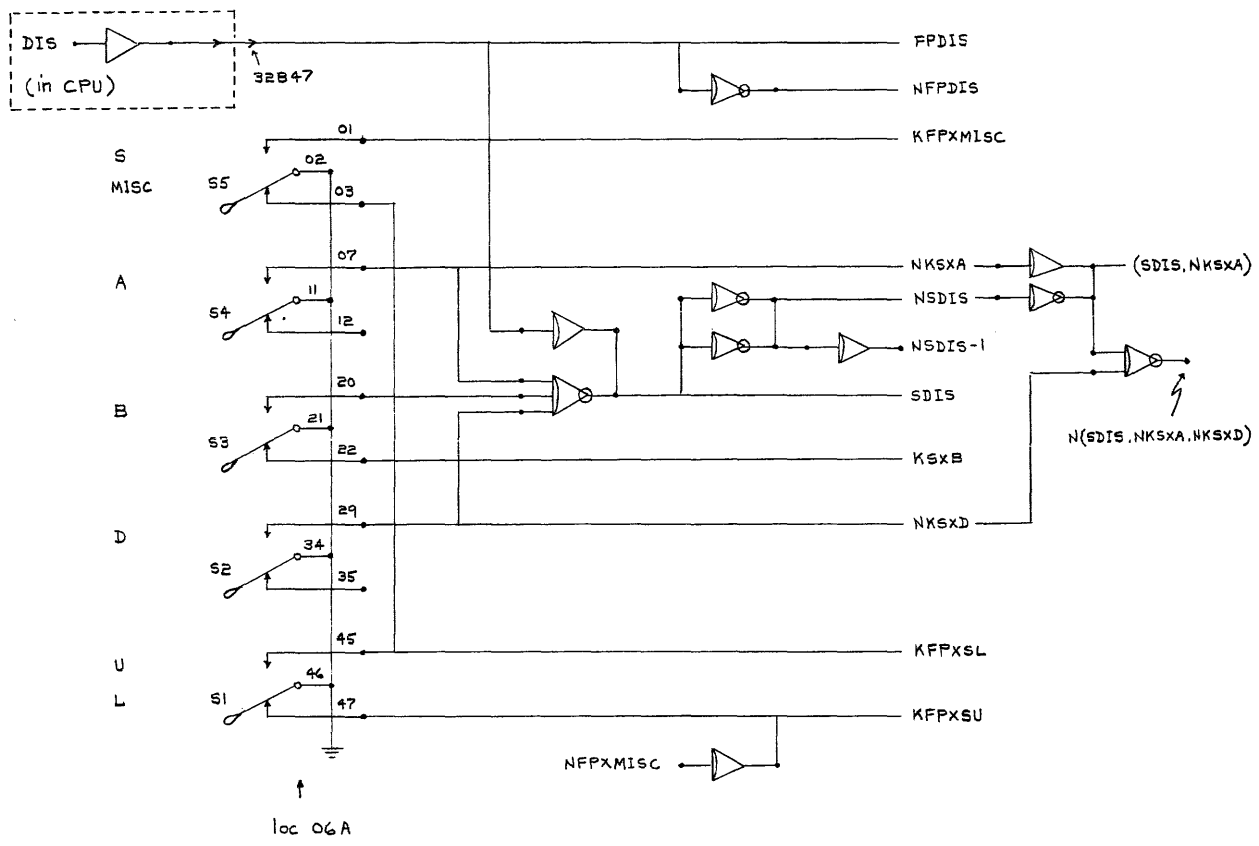 DIS
(in CPU)
32B47
FPDIS
NFPDIS
01
KFPXMISC
S
MISC
S5
02
03
A
07
NKSXA
(SDIS, NKSXA)
S4
11
12
NSDIS
NSDIS-1
B
20
SDIS
S3
21
22
KSXB
N(SDIS, NKSXA, NKSXD)
D
29
NKSXD
S2
34
35
U
L
45
KFPXSL
S1
46
47
KFPXSU
NFPXMISC
loc 06A